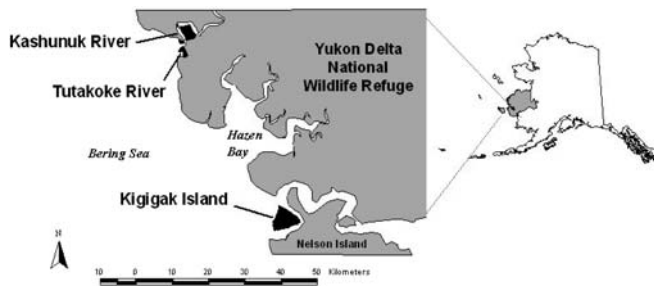 Kashunuk River
Tutakoke River
Yukon Delta
National
Wildlife Refuge
Hazen
Bay
Bering Sea
Kigigak Island
Nelson Island
N
10 0 10 20 30 40 50 Kilometers